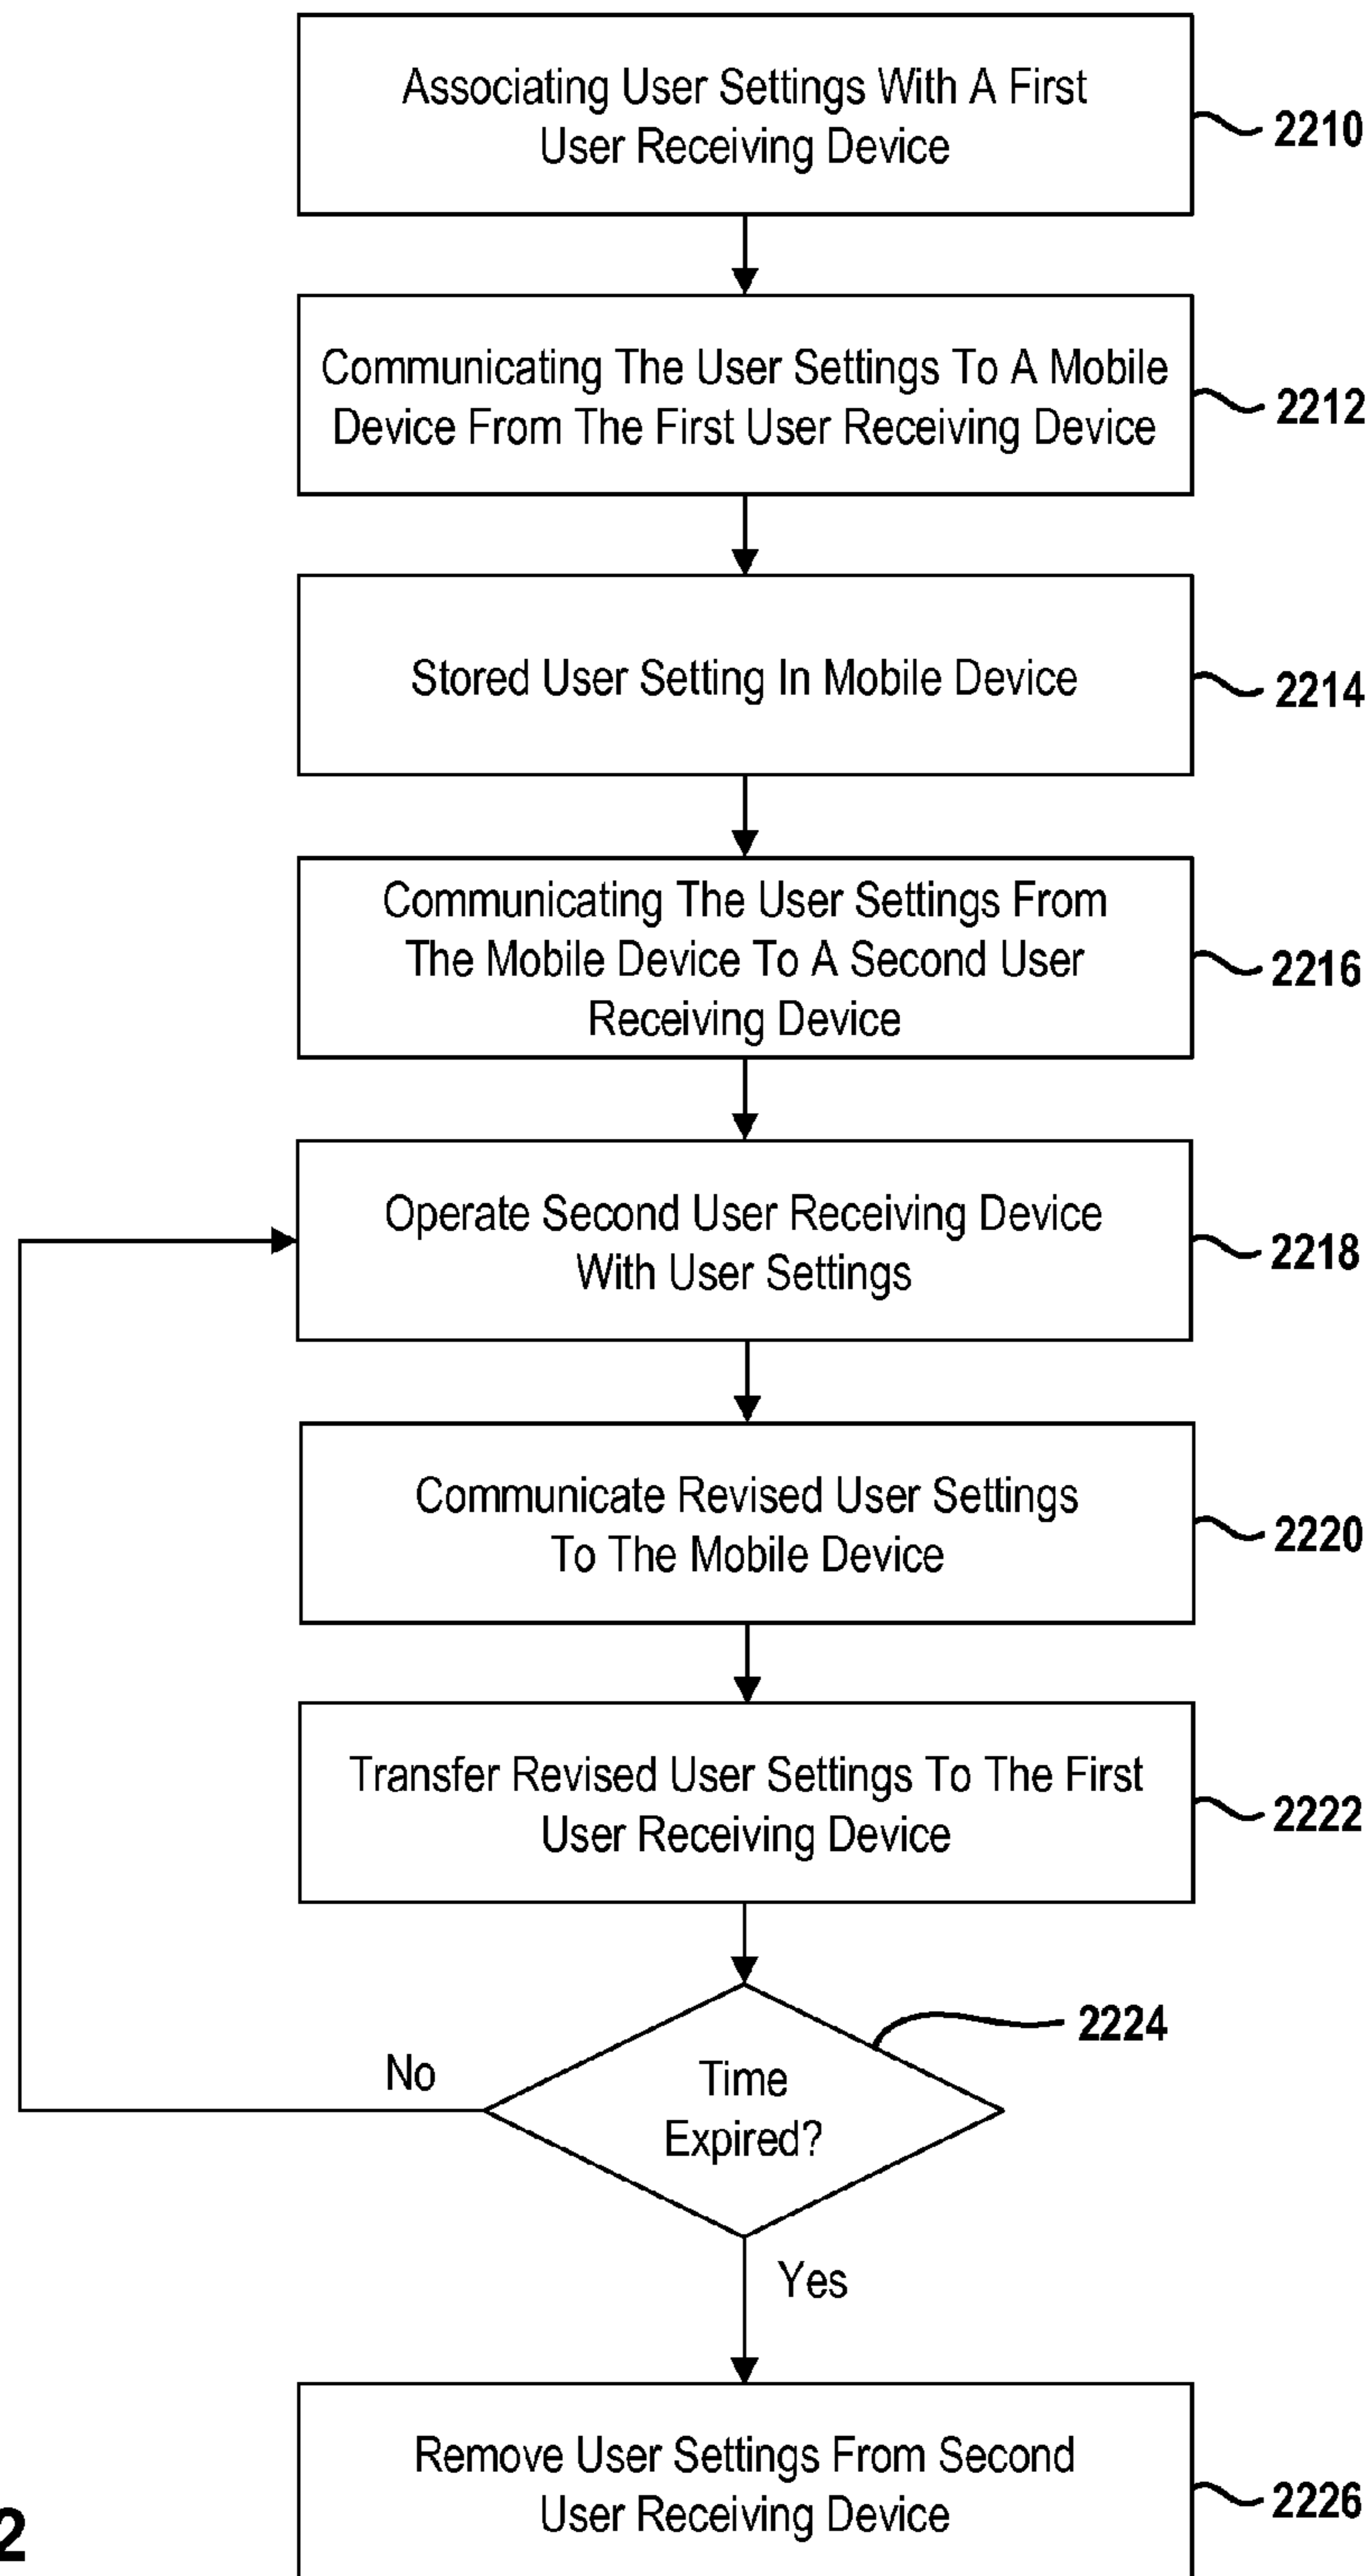 Associating User Settings With A First
User Receiving Device
2210
Communicating The User Settings To A Mobile
Device From The First User Receiving Device
2212
Stored User Setting In Mobile Device
2214
Communicating The User Settings From
The Mobile Device To A Second User
Receiving Device
2216
Operate Second User Receiving Device
With User Settings
2218
Communicate Revised User Settings
To The Mobile Device
2220
Transfer Revised User Settings To The First
User Receiving Device
2222
2224
No
Time
Expired?
Yes
Remove User Settings From Second
User Receiving Device
2226
2